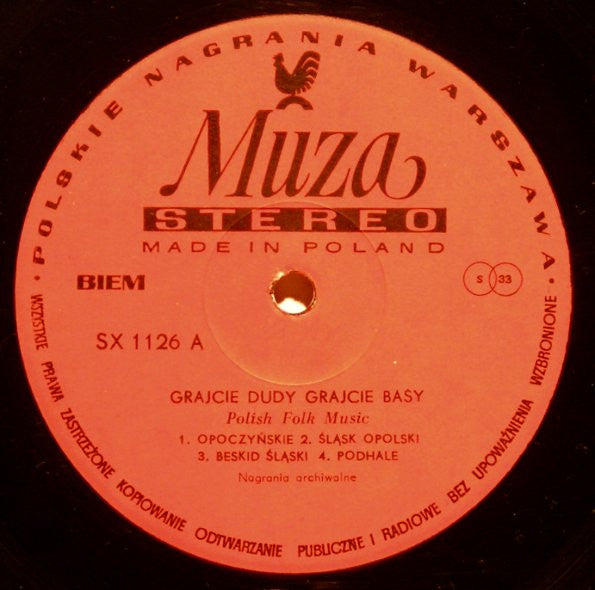 POLSKIE NAGRANIA WARSZAWA
Muza
STEREO
MADE IN POLAND
BIEM
S 33
SX 1126 A
GRAJCIE DUDY GRAJCIE BASY
Polish Folk Music
1. OPOCZYŃSKIE 2. ŚLĄSK OPOLSKI
3. BESKID ŚLĄSKI 4. PODHALE
Nagrania archiwalne
WSZYSTKIE PRAWA ZASTRZEŻONE KOPIOWANIE ODTWARZANIE PUBLICZNE I RADIOWE BEZ UPOWAŻNIENIA WZBRONIONE